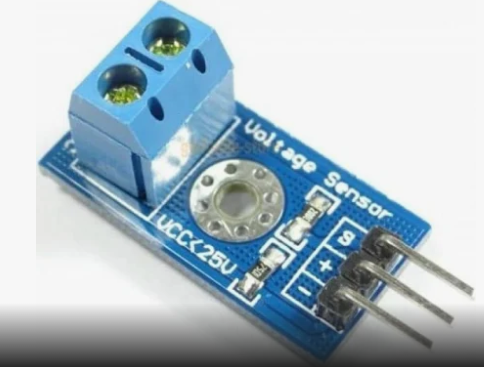 Voltage Sensor
VCC<25V
S
+
-